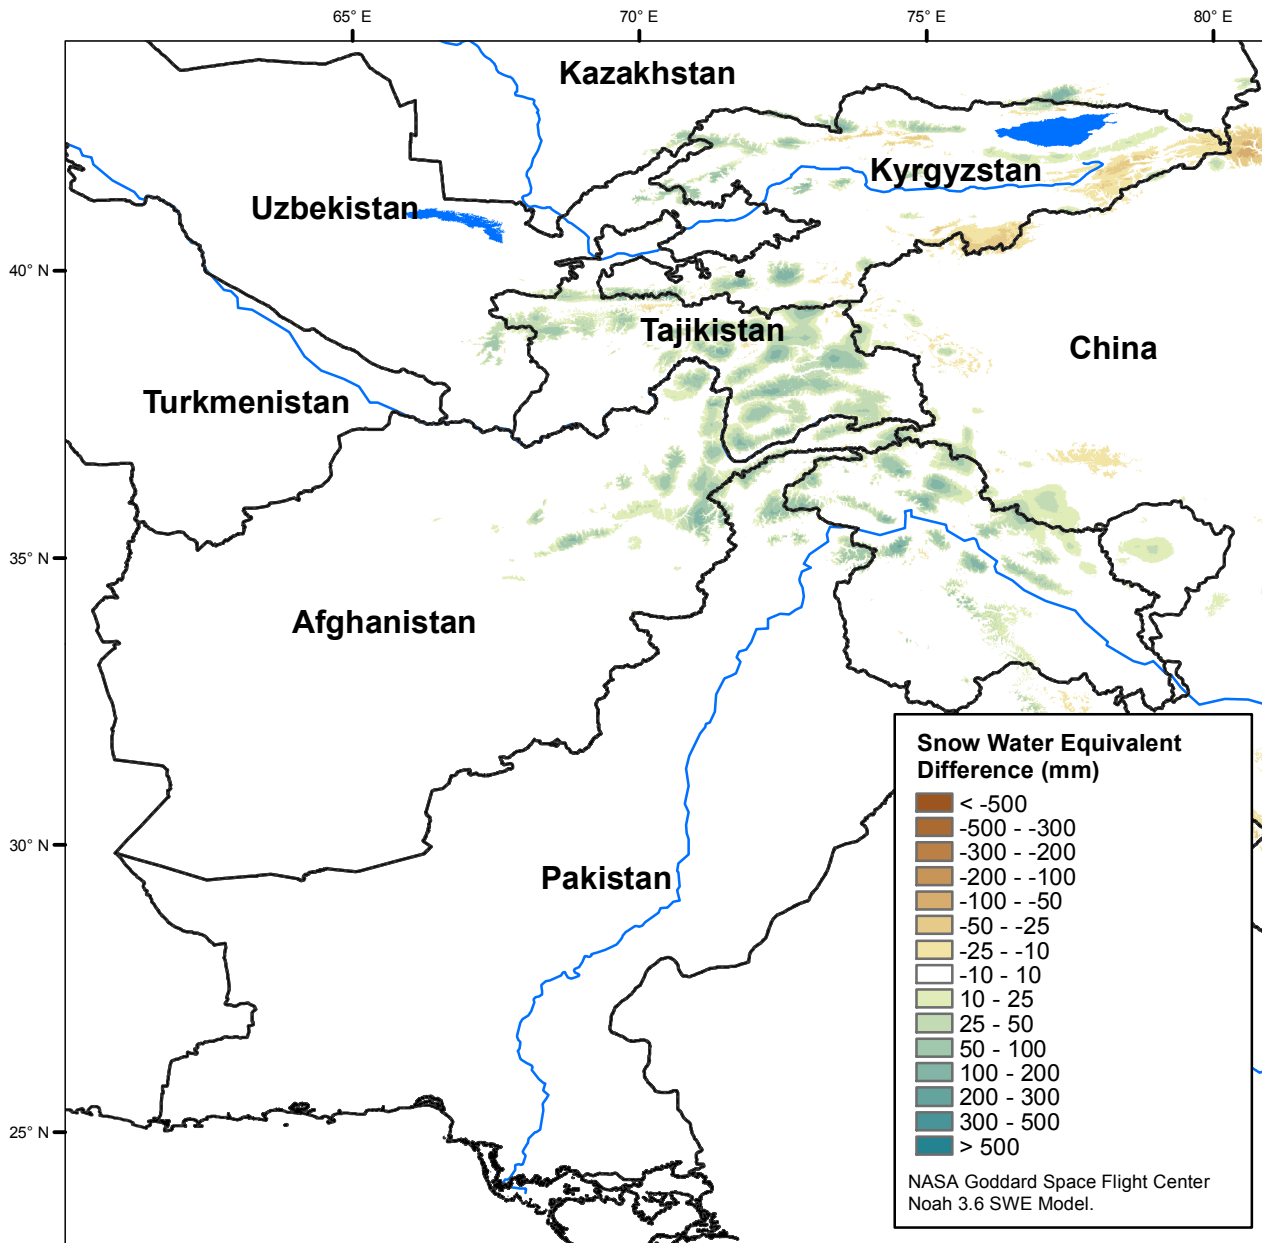 65° E
70° E
75° E
80° E
Kazakhstan
Kyrgyzstan
Uzbekistan
40° N
Tajikistan
China
Turkmenistan
35° N
Afghanistan
30° N
Pakistan
25° N
Snow Water Equivalent
Difference (mm)
< -500
-500 - -300
-300 - -200
-200 - -100
-100 - -50
-50 - -25
-25 - -10
-10 - 10
10 - 25
25 - 50
50 - 100
100 - 200
200 - 300
300 - 500
> 500
NASA Goddard Space Flight Center
Noah 3.6 SWE Model.